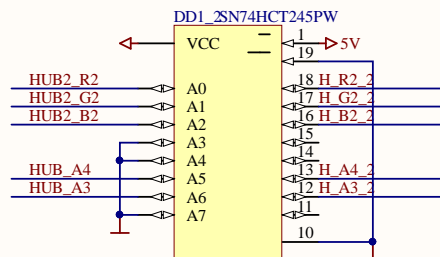 DD1_2SN74HCT245PW
VCC 1 5V
19
HUB2_R2 A0 18 H_R2_2
HUB2_G2 A1 17 H_G2_2
HUB2_B2 A2 16 H_B2_2
A3 15
A4 14
HUB_A4 A5 13 H_A4_2
HUB_A3 A6 12 H_A3_2
A7 11
10